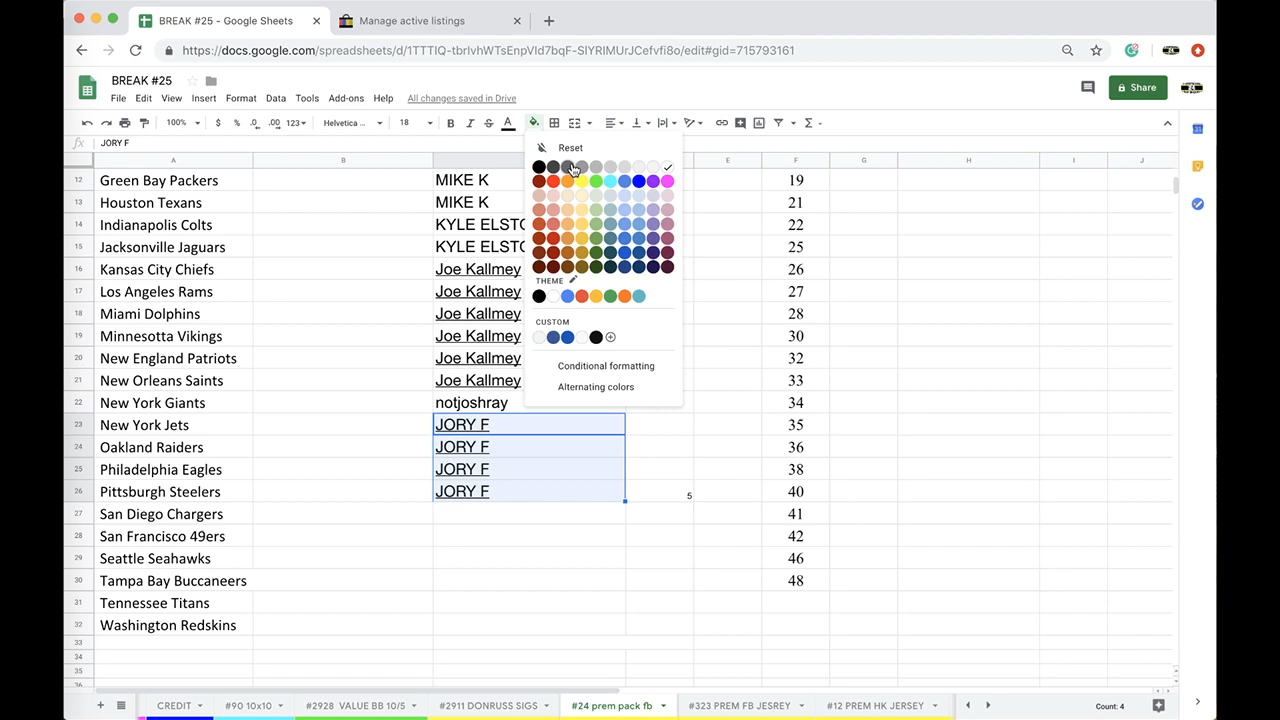 BREAK #25 - Google Sheets
Manage active listings
https://docs.google.com/spreadsheets/d/1TTTIQ-tbrlvhWTsEnpVld7bqF-SIYRIMUrJCefvfi8o/edit#gid=715793161
BREAK #25
File Edit View Insert Format Data Tools Add-ons Help All changes saved in Drive
Share
100% $ % .0 .00 123 Helvetica ... 18 B I S A
fx JORY F
A B E F G H I J
Reset
12 Green Bay Packers MIKE K 19
13 Houston Texans MIKE K 21
14 Indianapolis Colts KYLE ELSTO 22
15 Jacksonville Jaguars KYLE ELSTO 25
16 Kansas City Chiefs Joe Kallmey 26
17 Los Angeles Rams Joe Kallmey 27
THEME
18 Miami Dolphins Joe Kallmey 28
CUSTOM
19 Minnesota Vikings Joe Kallmey 30
20 New England Patriots Joe Kallmey 32
Conditional formatting
21 New Orleans Saints Joe Kallmey 33
Alternating colors
22 New York Giants notjoshray 34
23 New York Jets JORY F 35
24 Oakland Raiders JORY F 36
25 Philadelphia Eagles JORY F 38
26 Pittsburgh Steelers JORY F 5 40
27 San Diego Chargers 41
28 San Francisco 49ers 42
29 Seattle Seahawks 46
30 Tampa Bay Buccaneers 48
31 Tennessee Titans
32 Washington Redskins
33
34
35
36
CREDIT #90 10x10 #2928 VALUE BB 10/5 #2911 DONRUSS SIGS #24 prem pack fb #323 PREM FB JESREY #12 PREM HK JERSEY Count: 4